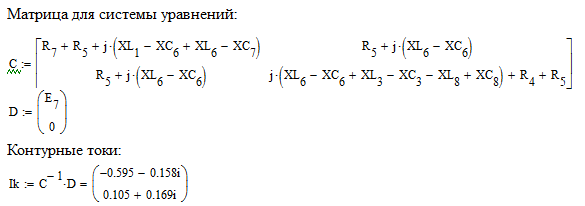 Матрица для системы уравнений:
C := [ R₇ + R₅ + j·(XL₁ − XC₆ + XL₆ − XC₇) R₅ + j·(XL₆ − XC₆)
R₅ + j·(XL₆ − XC₆) j·(XL₆ − XC₆ + XL₃ − XC₃ − XL₈ + XC₈) + R₄ + R₅ ]
D := ( E₇
0 )
Контурные токи:
Ik := C⁻¹·D = ( −0.595 − 0.158i
0.105 + 0.169i )